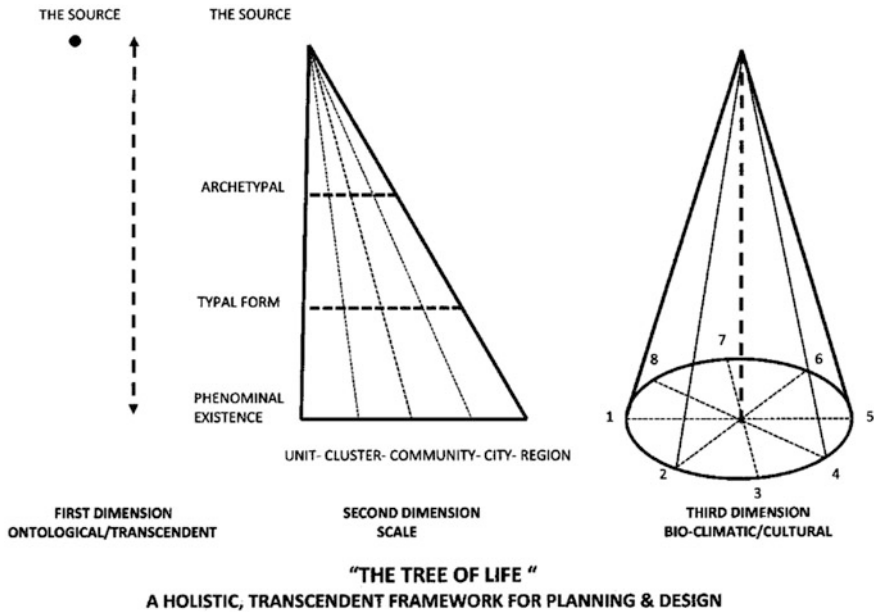 THE SOURCE
THE SOURCE
ARCHETYPAL
TYPAL FORM
PHENOMINAL
EXISTENCE
UNIT- CLUSTER- COMMUNITY- CITY- REGION
7
8
6
1
5
2
4
3
FIRST DIMENSION
ONTOLOGICAL/TRANSCENDENT
SECOND DIMENSION
SCALE
THIRD DIMENSION
BIO-CLIMATIC/CULTURAL
"THE TREE OF LIFE "
A HOLISTIC, TRANSCENDENT FRAMEWORK FOR PLANNING & DESIGN